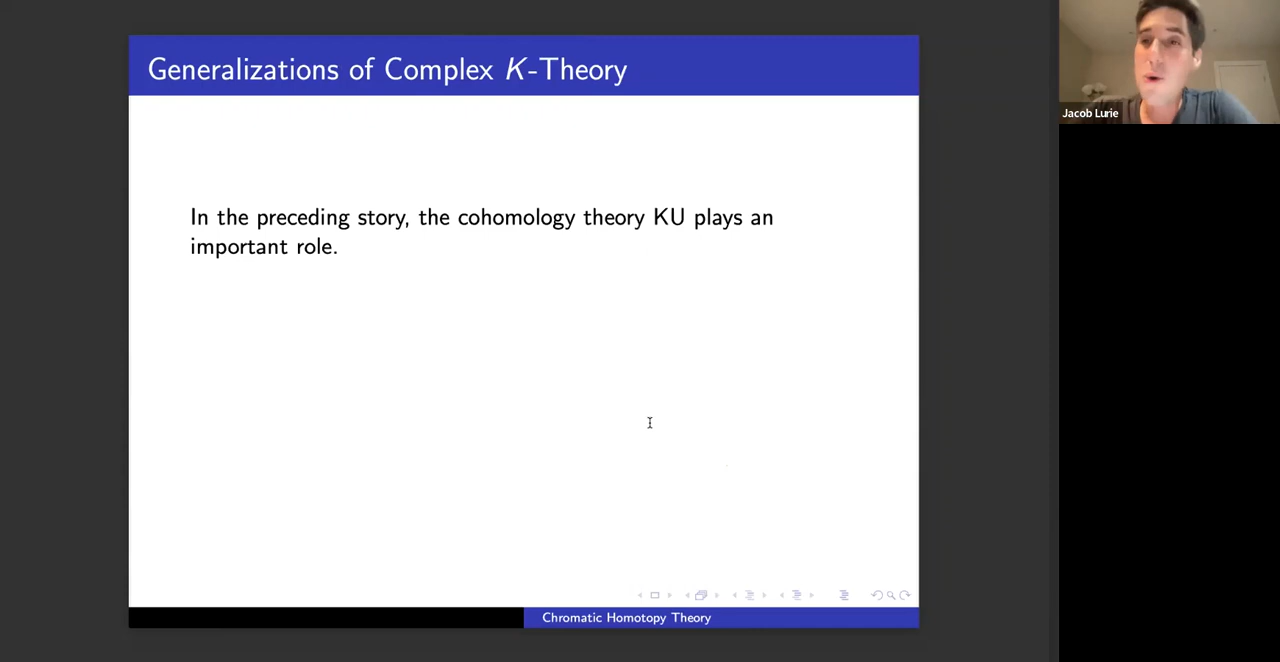 Generalizations of Complex K-Theory
In the preceding story, the cohomology theory KU plays an
important role.
Chromatic Homotopy Theory
Jacob Lurie